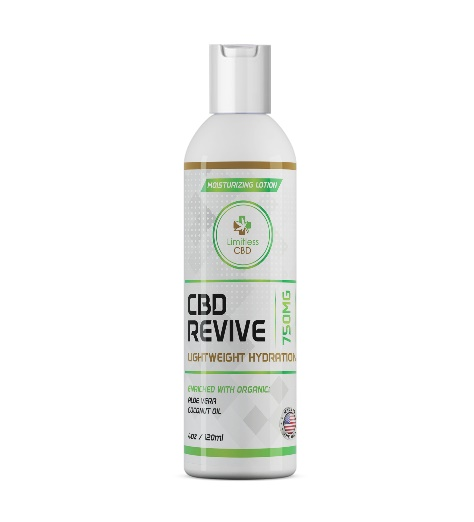 MOISTURIZING LOTION
Limitless
CBD
CBD
REVIVE
750MG
LIGHTWEIGHT HYDRATION
ENRICHED WITH ORGANIC:
ALOE VERA
COCONUT OIL
4OZ / 120ml